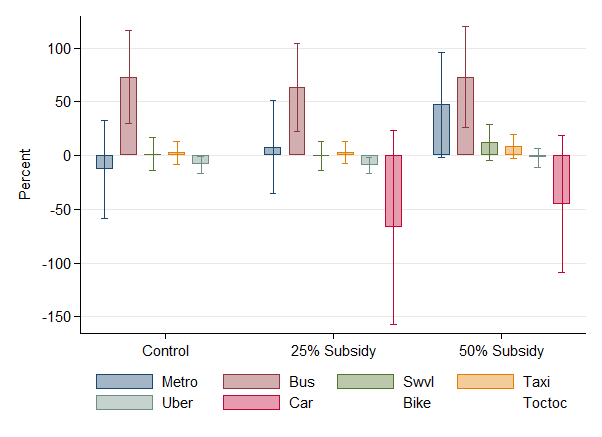 100
50
0
-50
-100
-150
Percent
Control 25% Subsidy 50% Subsidy
Metro Bus Swvl Taxi
Uber Car Bike Toctoc